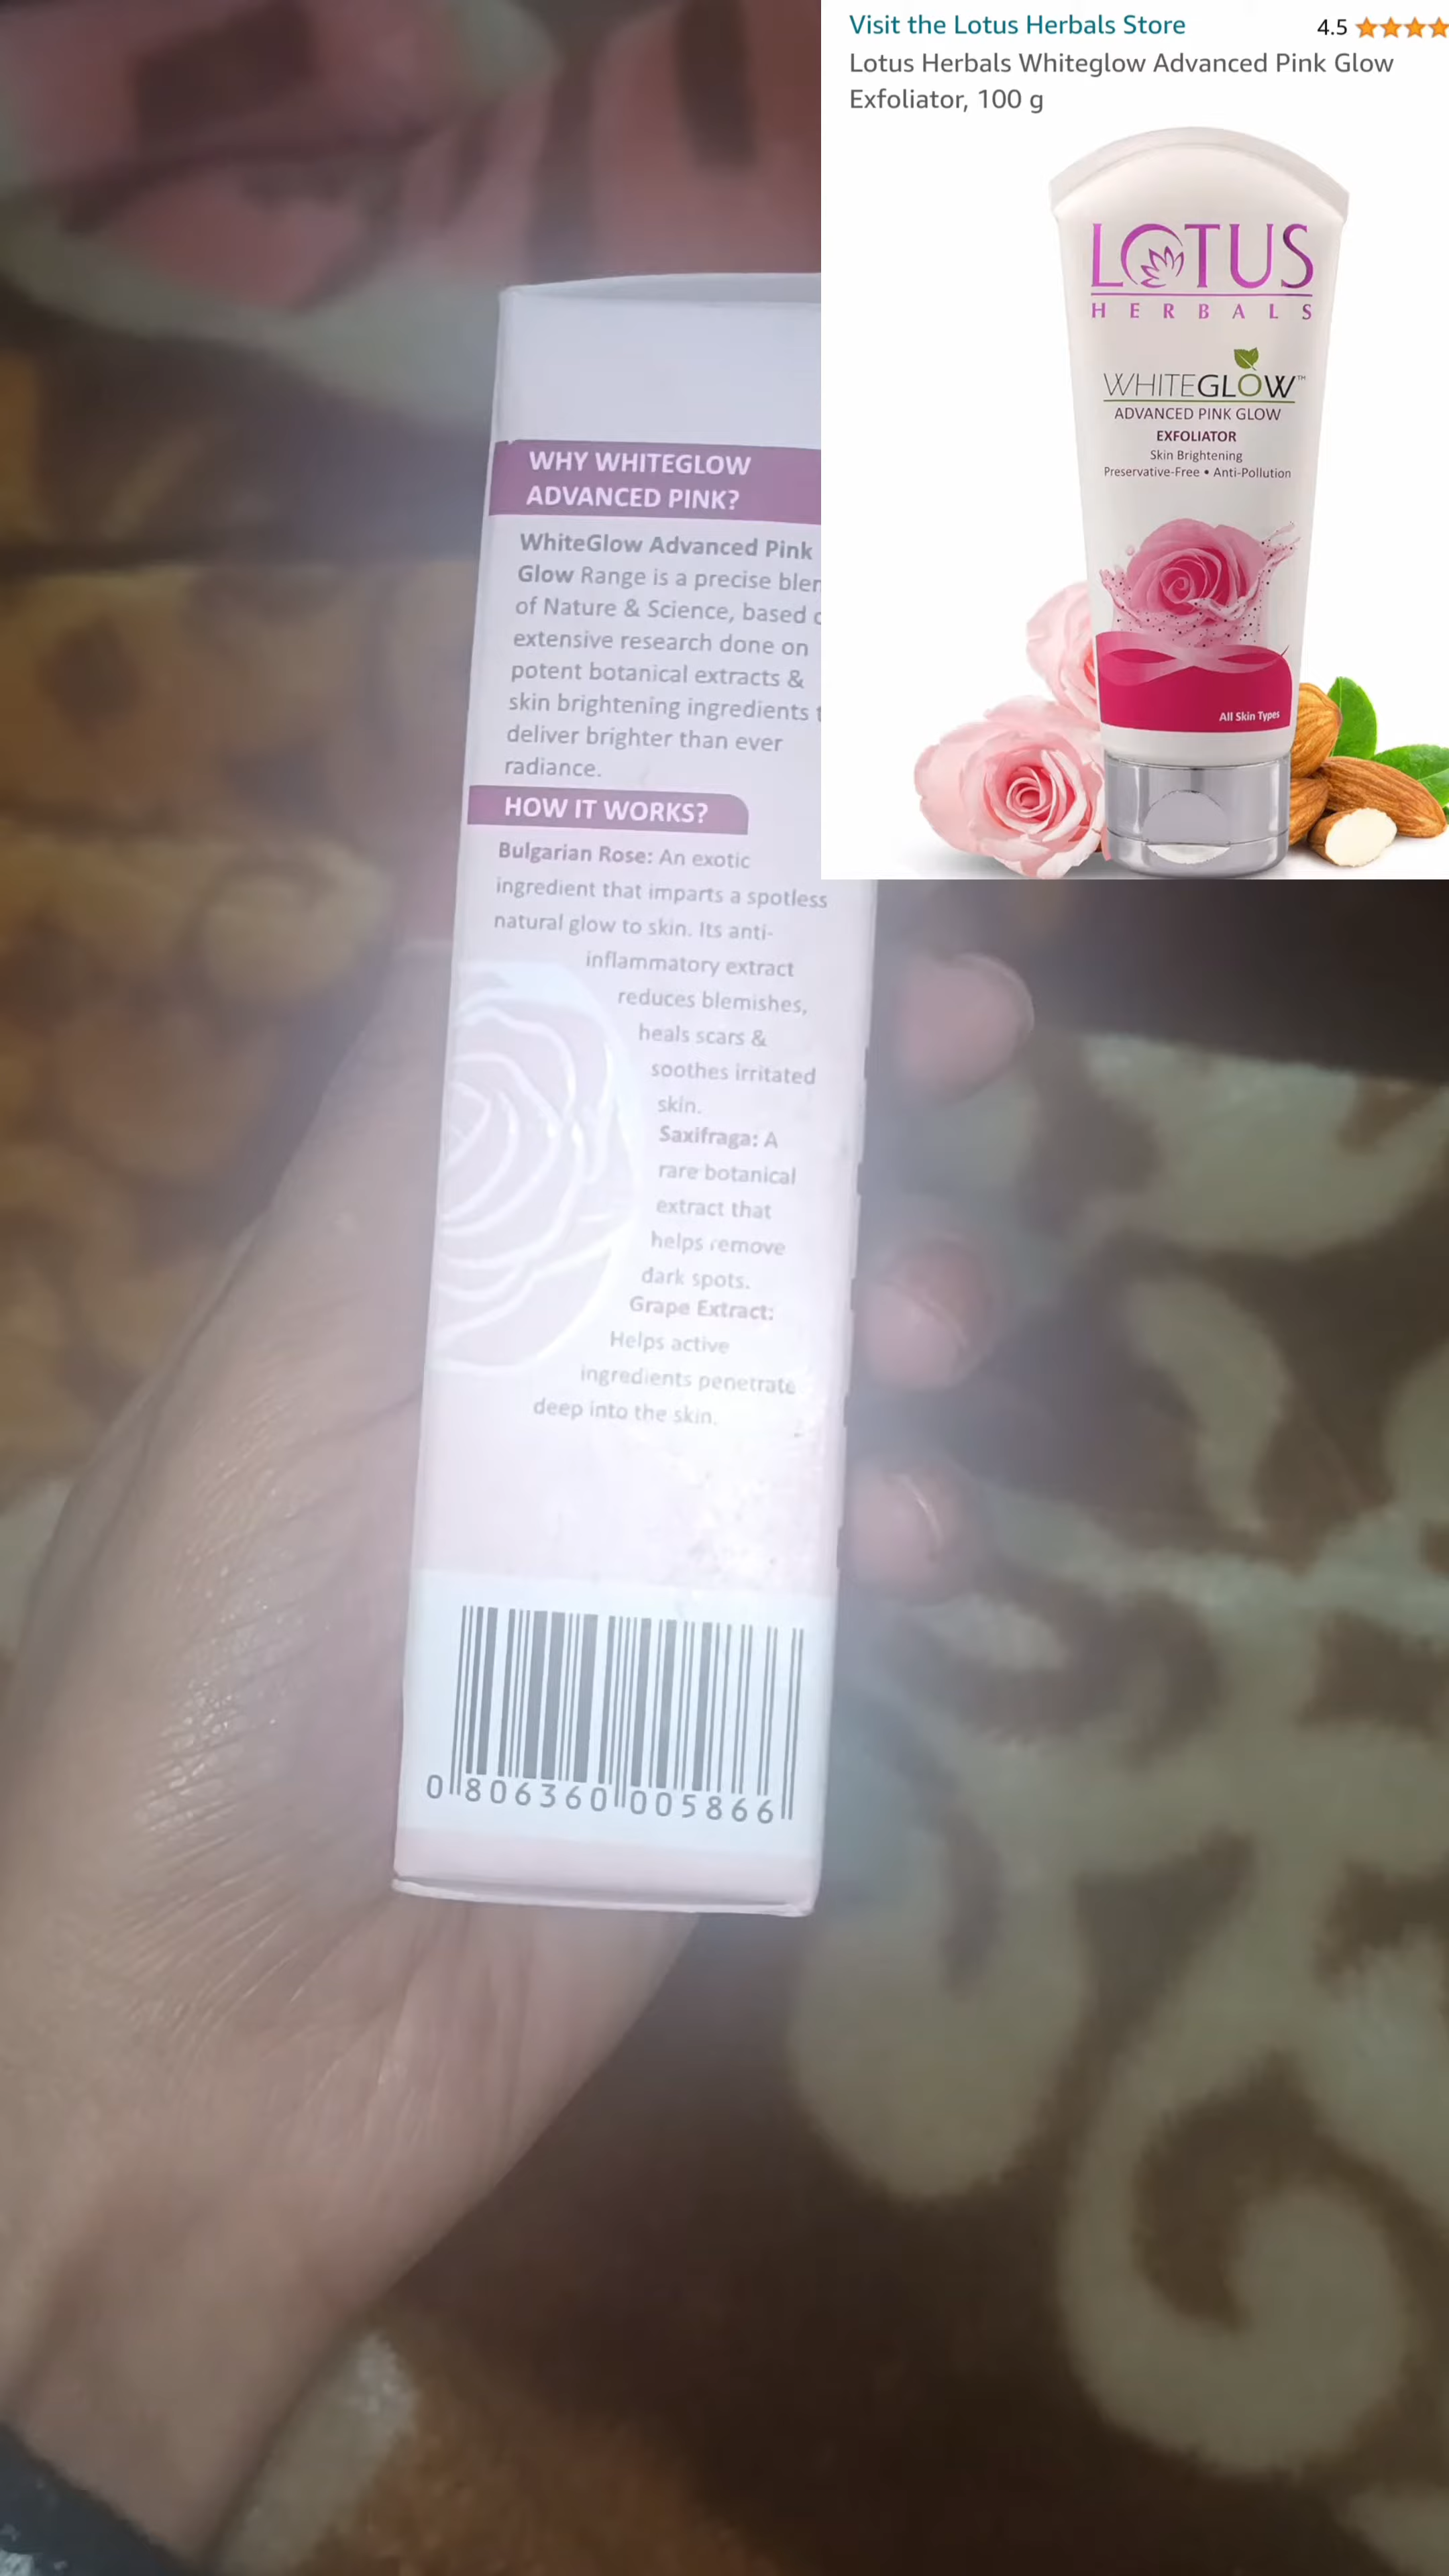 Visit the Lotus Herbals Store
4.5
Lotus Herbals Whiteglow Advanced Pink Glow
Exfoliator, 100 g
LOTUS
HERBALS
WHITEGLOW™
ADVANCED PINK GLOW
EXFOLIATOR
Skin Brightening
Preservative-Free • Anti-Pollution
All Skin Types
WHY WHITEGLOW
ADVANCED PINK?
WhiteGlow Advanced Pink
Glow Range is a precise
of Nature & Science, based
extensive research done on
potent botanical extracts &
skin brightening ingredients
deliver brighter than ever
radiance.
HOW IT WORKS?
Bulgarian Rose: An exotic
ingredient that imparts a spotless
natural glow to skin. Its anti-
inflammatory extract
reduces blemishes,
heals scars &
soothes irritated
skin.
Saxifraga: A
rare botanical
extract that
helps remove
dark spots.
Grape Extract:
Helps active
ingredients penetrate
deep into the skin.
0 806360 005866